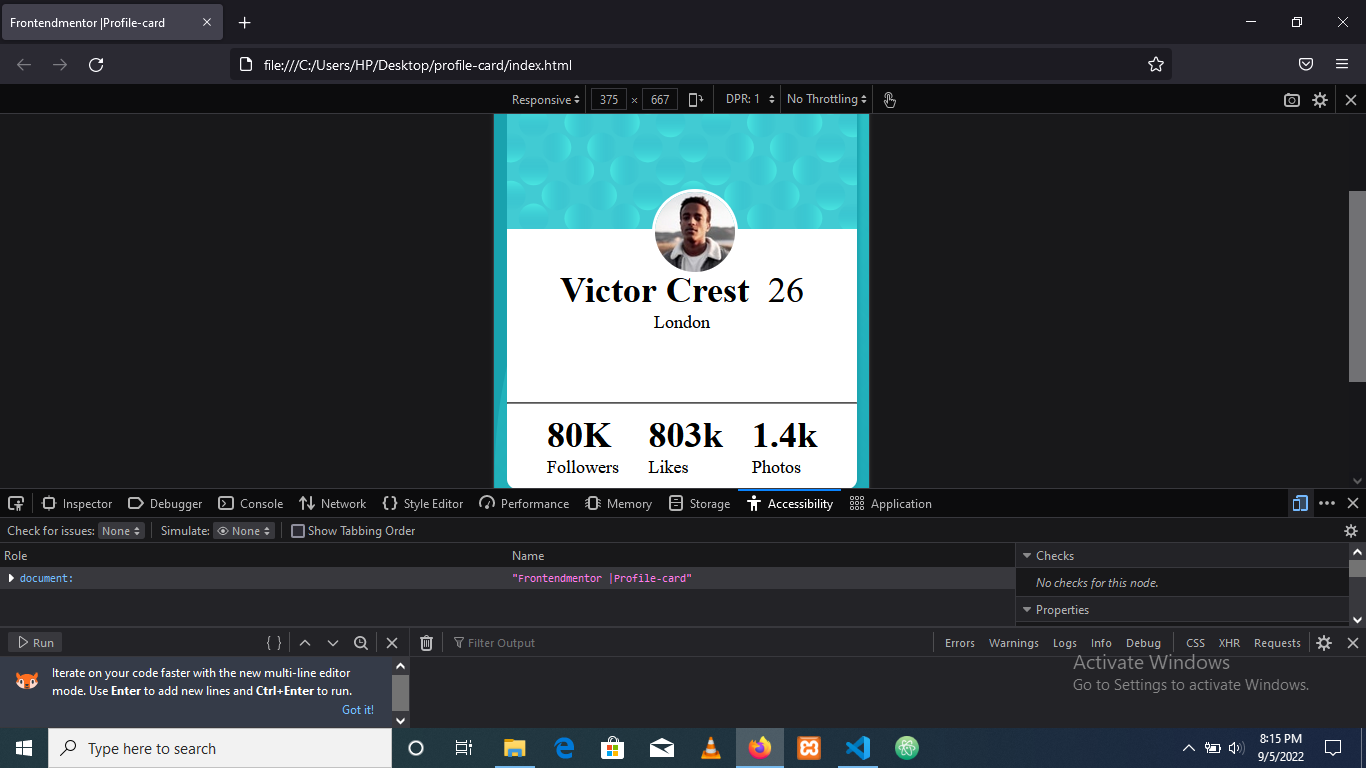 Frontendmentor |Profile-card
file:///C:/Users/HP/Desktop/profile-card/index.html
Responsive 375 × 667 DPR: 1 No Throttling
Victor Crest 26
London
80K 803k 1.4k
Followers Likes Photos
Inspector Debugger Console Network Style Editor Performance Memory Storage Accessibility Application
Check for issues: None Simulate: None Show Tabbing Order
Role Name Checks
document: "Frontendmentor |Profile-card" No checks for this node.
Properties
Run Filter Output Errors Warnings Logs Info Debug CSS XHR Requests
Iterate on your code faster with the new multi-line editor
mode. Use Enter to add new lines and Ctrl+Enter to run.
Got it!
Activate Windows
Go to Settings to activate Windows.
Type here to search
8:15 PM
9/5/2022